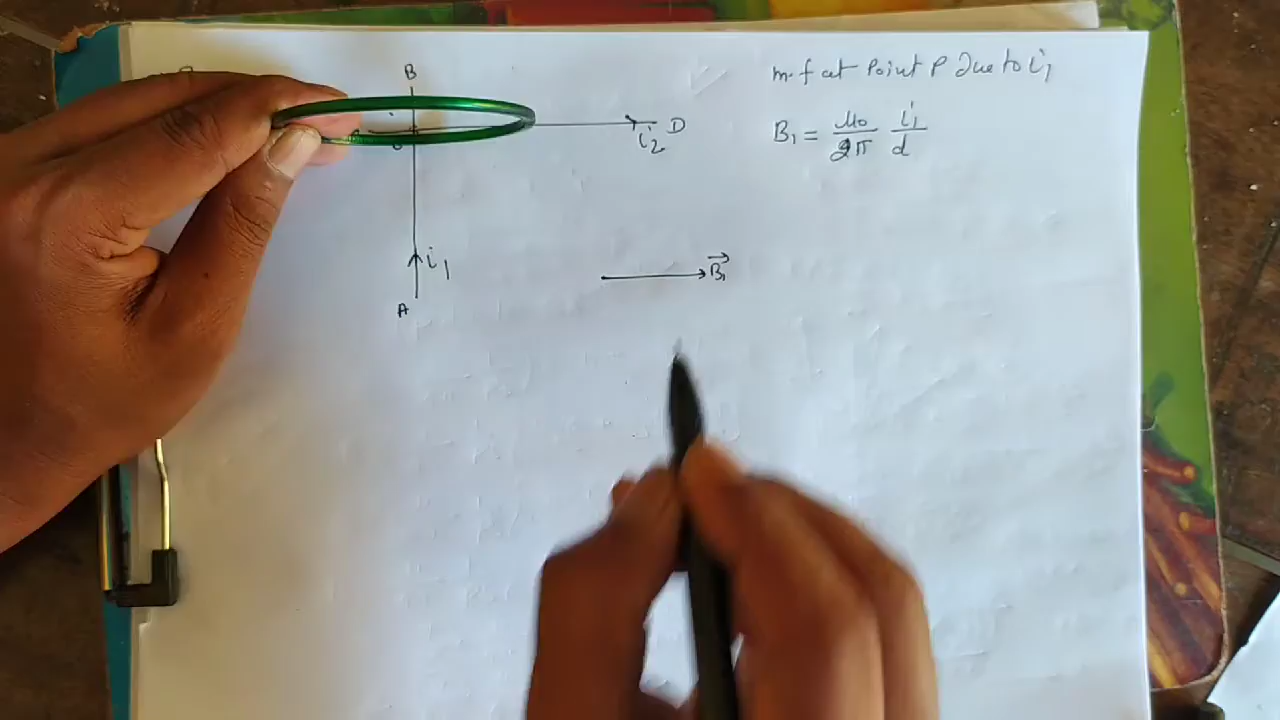 B
m.f at Point P Due to i₁
i₂ D
B₁ = μ₀/2π i₁/d
i₁
B₁⃗
A